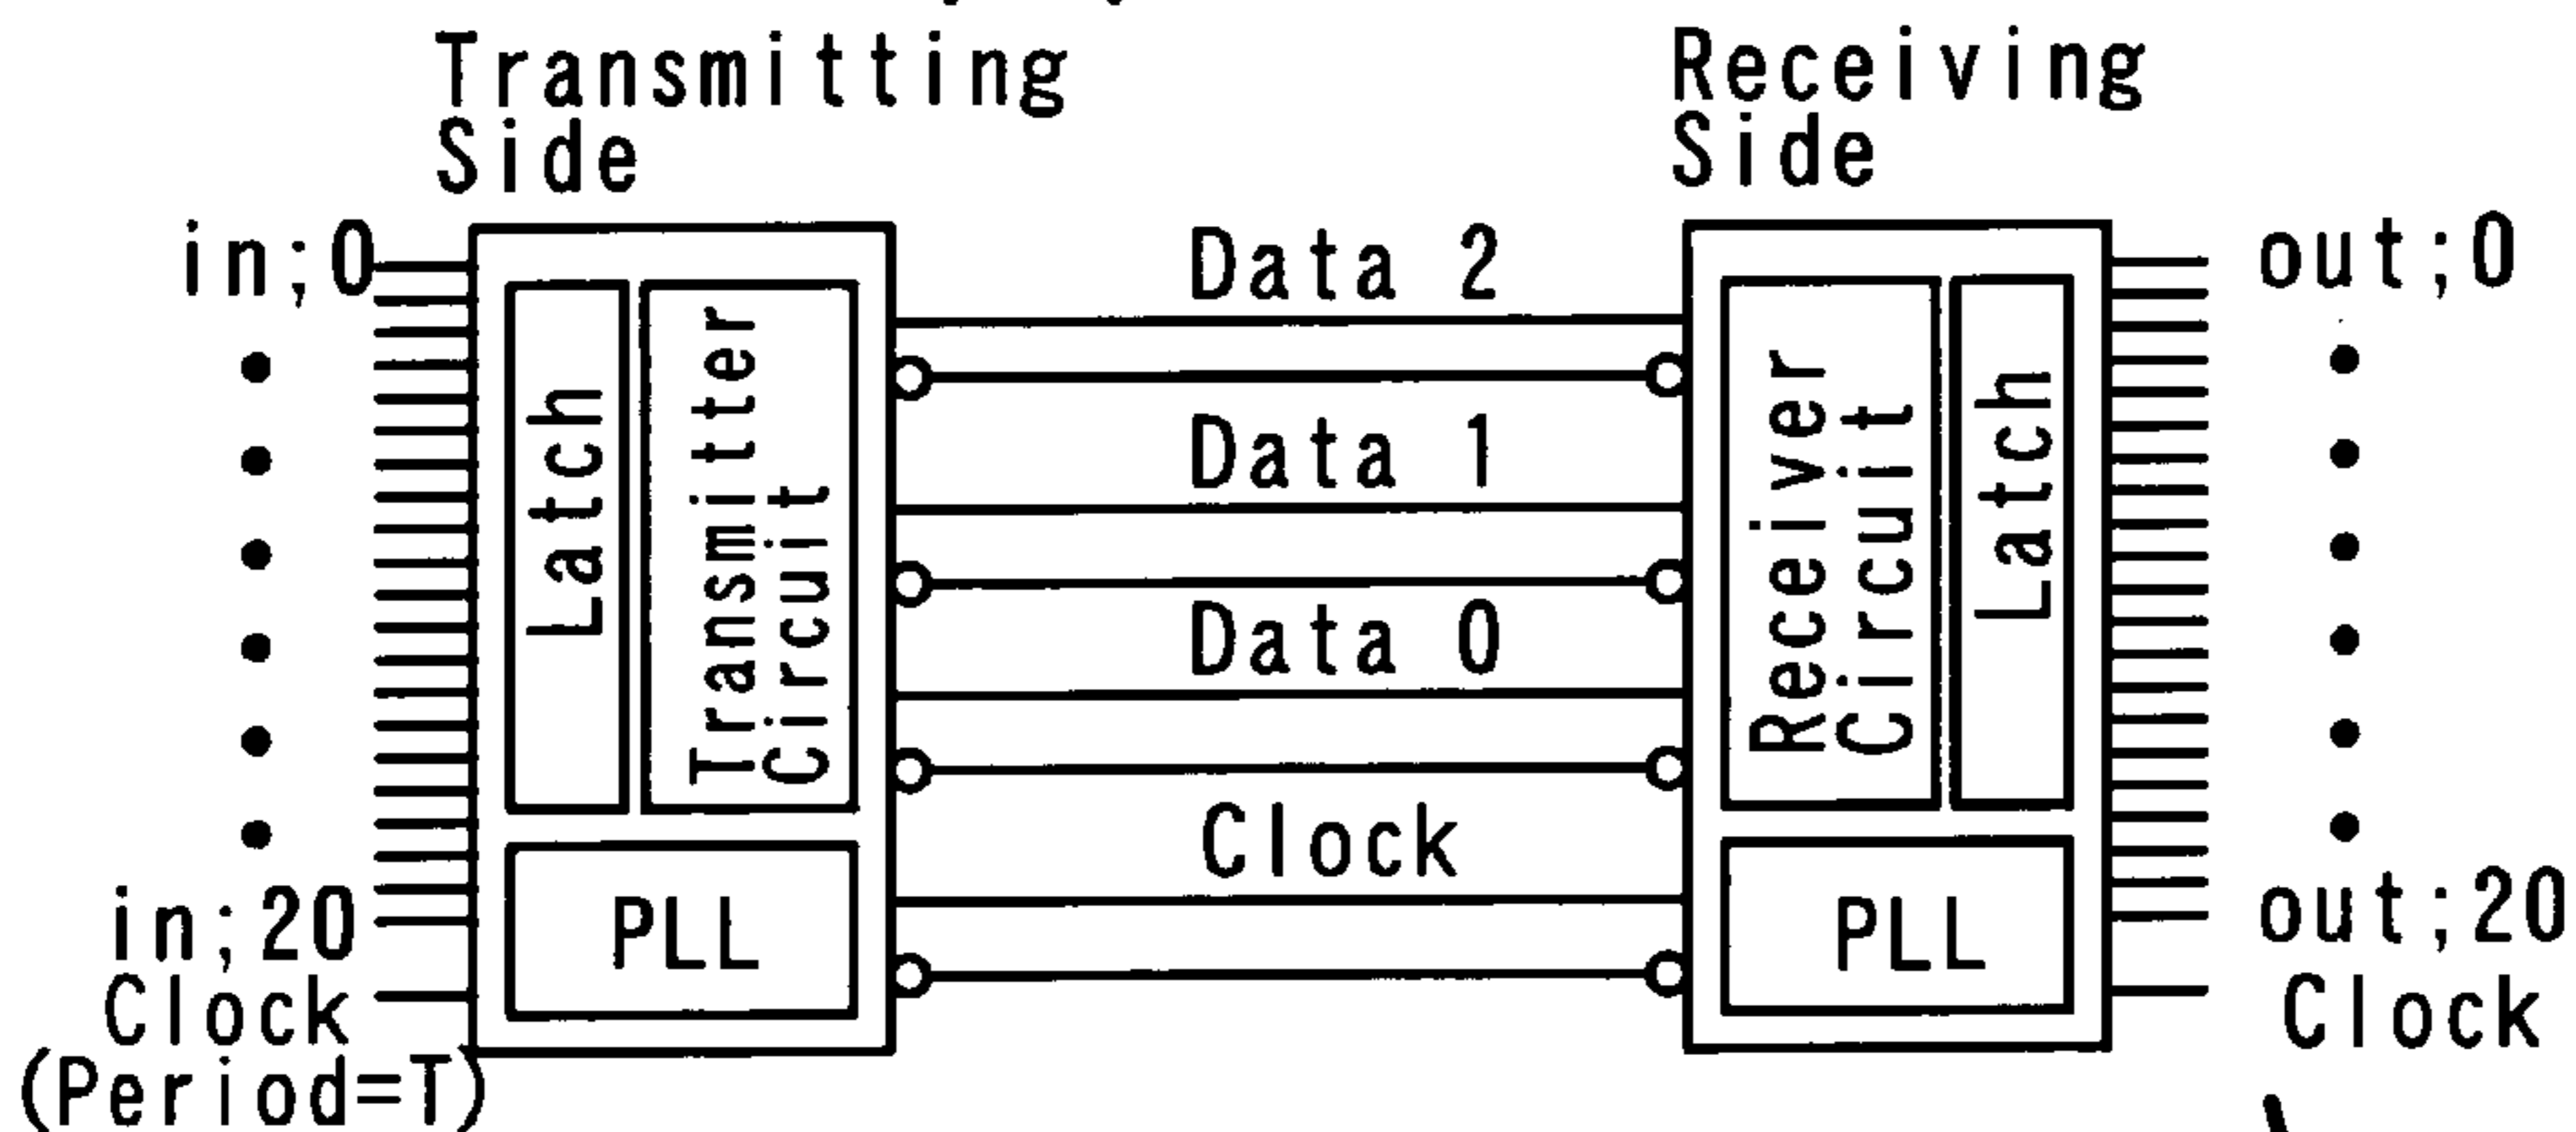 Transmitting
Side
Receiving
Side
in;0
in;20
Clock
(Period=T)
Latch
Transmitter
Circuit
PLL
Data 2
Data 1
Data 0
Clock
Receiver
Circuit
Latch
PLL
out;0
out;20
Clock